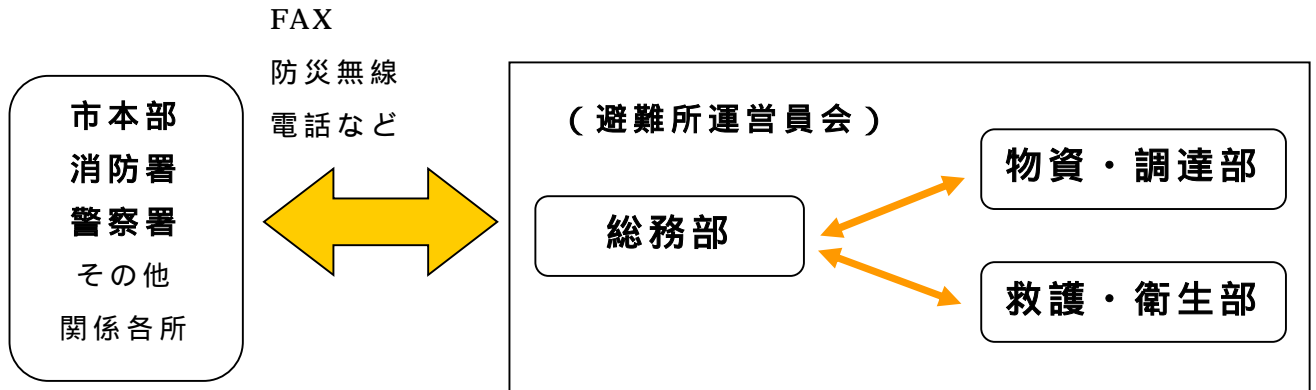 FAX
防災無線
電話など
市本部
消防署
警察署
その他
関係各所
(避難所運営員会)
総務部
物資・調達部
救護・衛生部